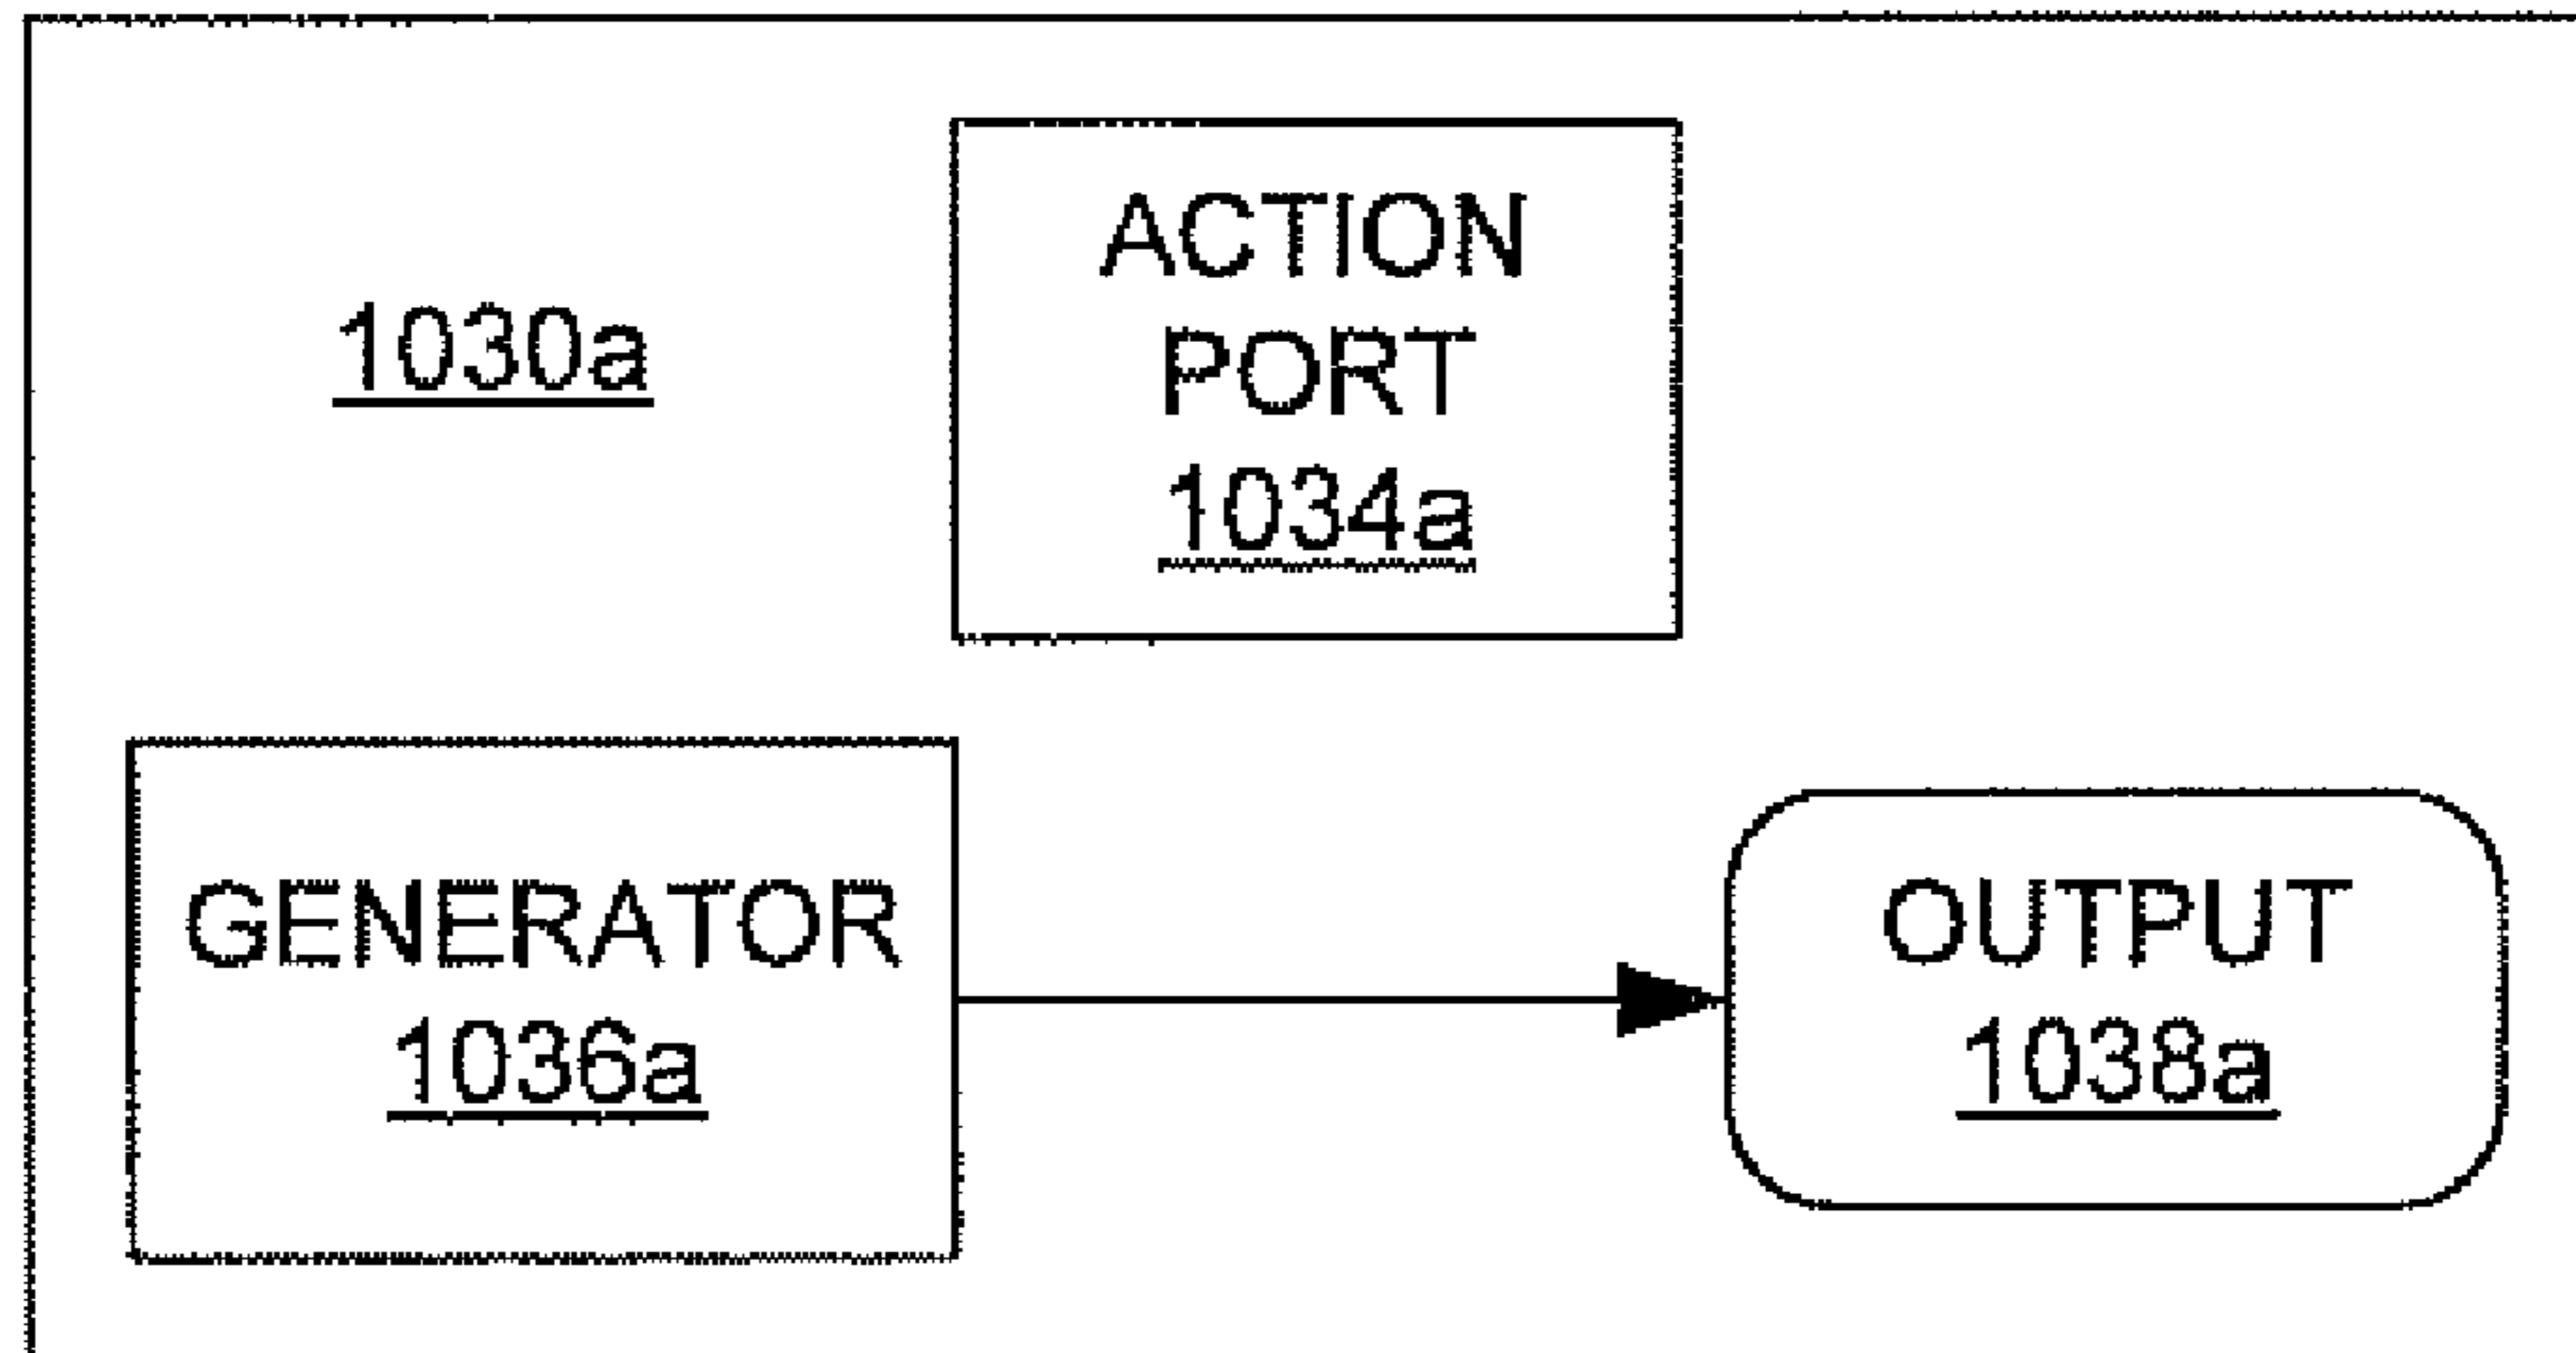 1030a
ACTION
PORT
1034a
GENERATOR
1036a
OUTPUT
1038a